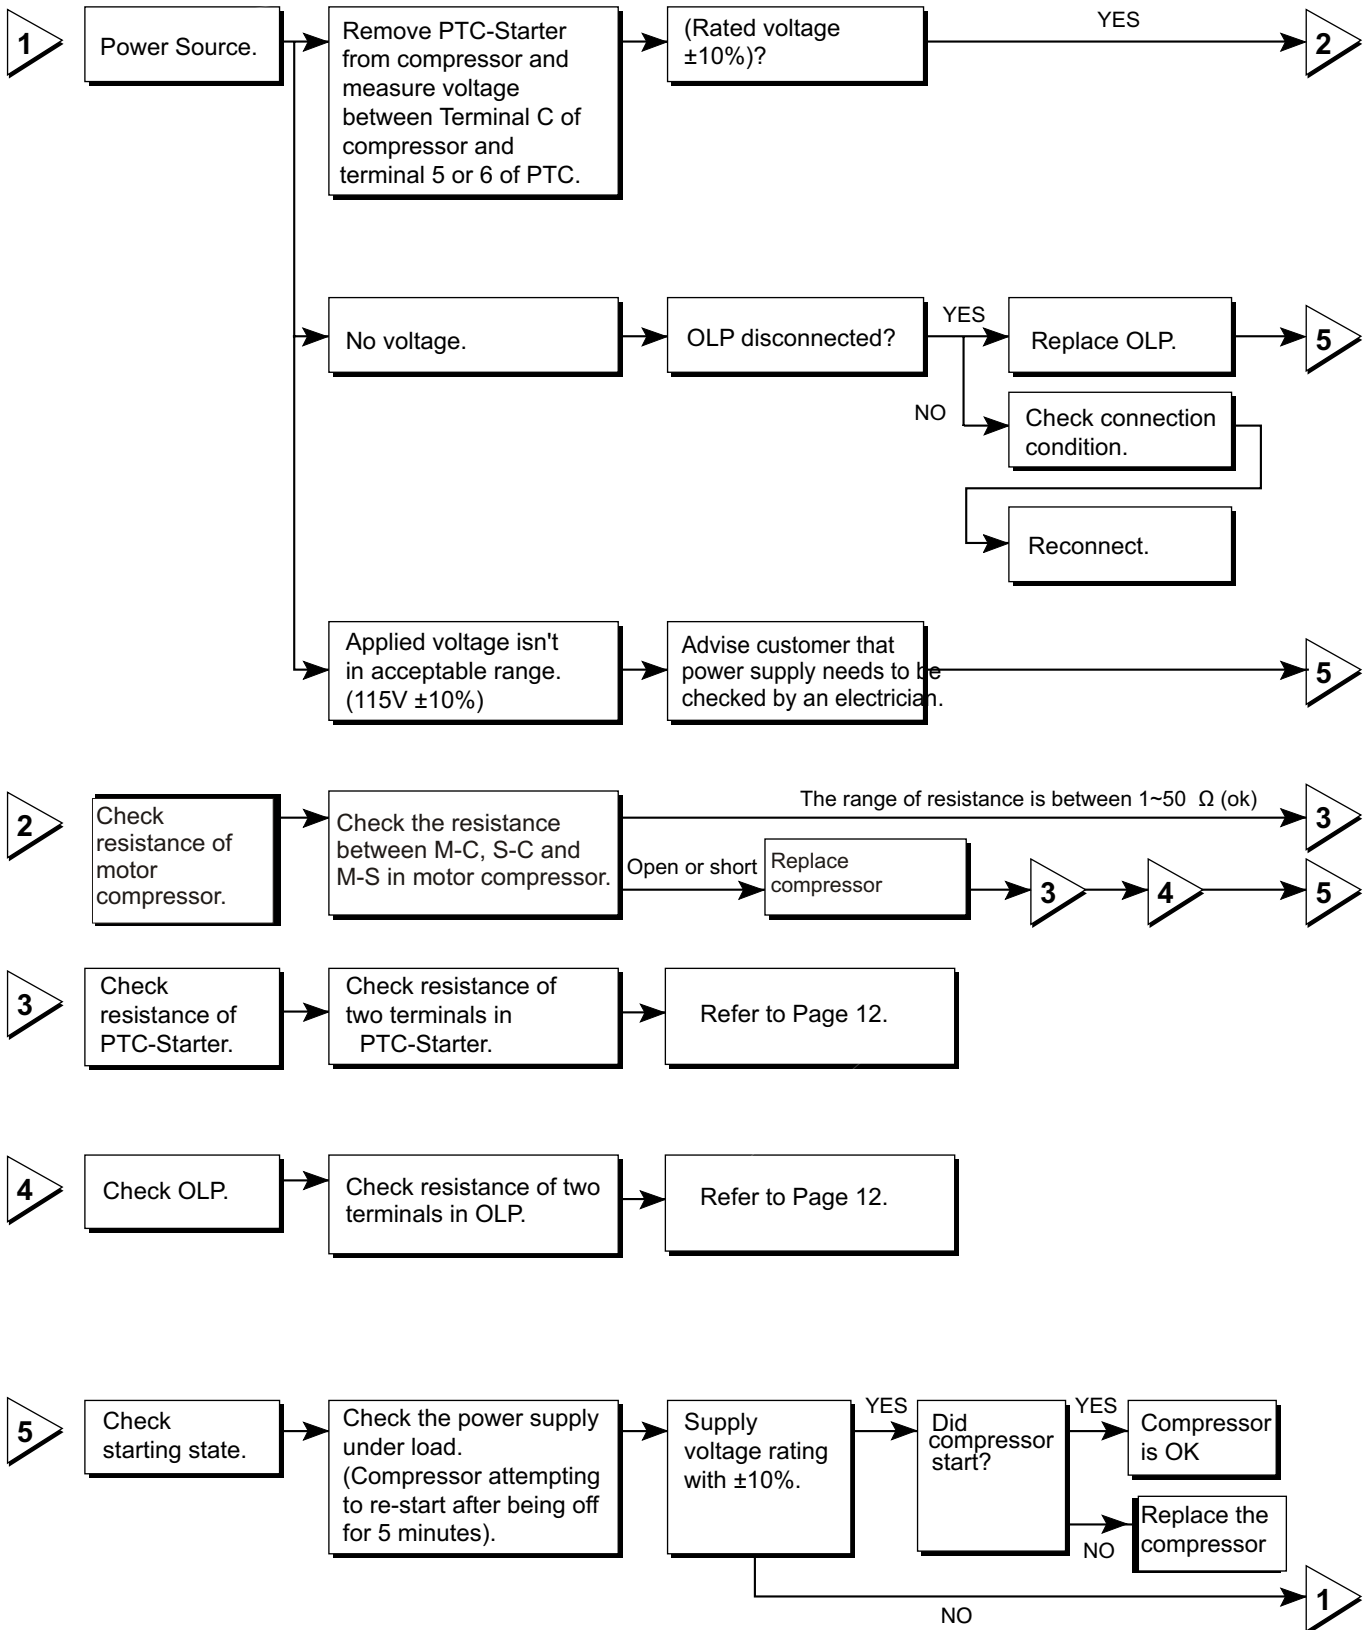 1
Power Source.
Remove PTC-Starter
from compressor and
measure voltage
between Terminal C of
compressor and
terminal 5 or 6 of PTC.
(Rated voltage
±10%)?
YES
2
No voltage.
OLP disconnected?
YES
Replace OLP.
5
NO
Check connection
condition.
Reconnect.
Applied voltage isn't
in acceptable range.
(115V ±10%)
Advise customer that
power supply needs to be
checked by an electrician.
5
2
Check
resistance of
motor
compressor.
Check the resistance
between M-C, S-C and
M-S in motor compressor.
The range of resistance is between 1~50 Ω (ok)
3
Open or short
Replace
compressor
3
4
5
3
Check
resistance of
PTC-Starter.
Check resistance of
two terminals in
PTC-Starter.
Refer to Page 12.
4
Check OLP.
Check resistance of two
terminals in OLP.
Refer to Page 12.
5
Check
starting state.
Check the power supply
under load.
(Compressor attempting
to re-start after being off
for 5 minutes).
Supply
voltage rating
with ±10%.
YES
Did
compressor
start?
YES
Compressor
is OK
NO
Replace the
compressor
NO
1